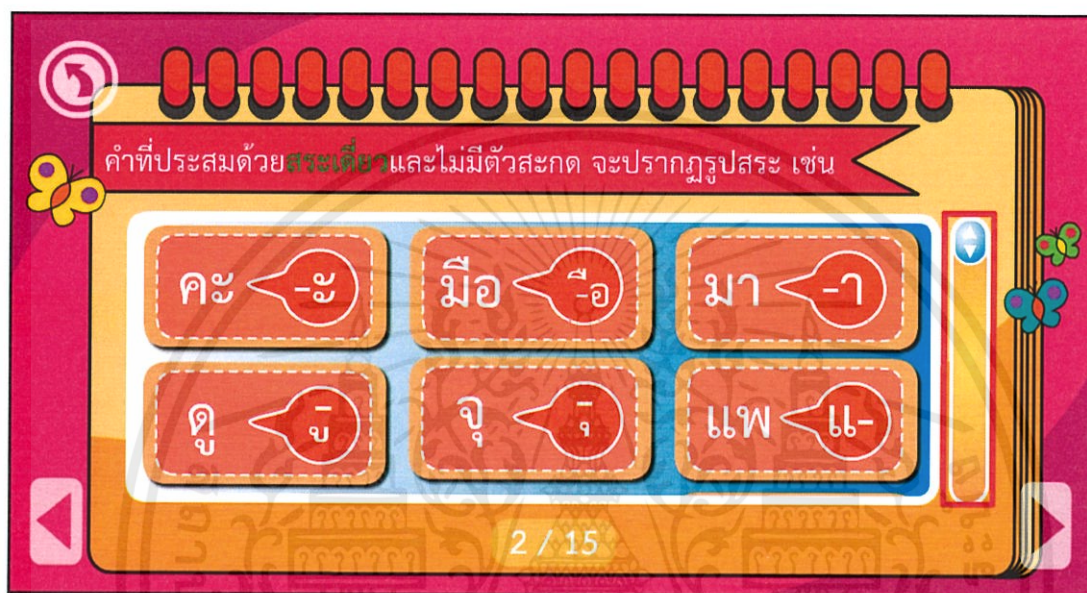 คำที่ประสมด้วยสระเดี่ยวและไม่มีตัวสะกด จะปรากฏรูปสระ เช่น
คะ -ะ มือ -ือ มา -า
ดู -ู จุ -ุ แพ แ-
2 / 15